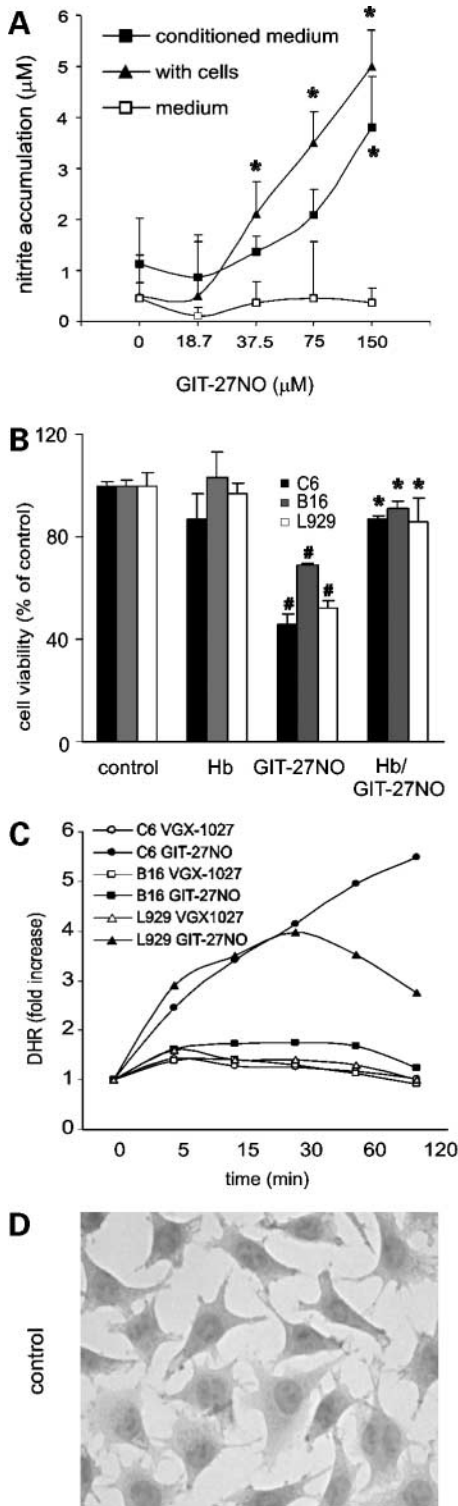 A
conditioned medium
with cells
medium
nitrite accumulation (μM)
6
5
4
3
2
1
0
*
*
*
*
0 18.7 37.5 75 150
GIT-27NO (μM)
B
cell viability (% of control)
120
80
40
0
C6
B16
L929
#
#
#
*
*
*
control Hb GIT-27NO Hb/
GIT-27NO
C
DHR (fold increase)
6
5
4
3
2
1
0
C6 VGX-1027
C6 GIT-27NO
B16 VGX-1027
B16 GIT-27NO
L929 VGX1027
L929 GIT-27NO
0 5 15 30 60 120
time (min)
D
control